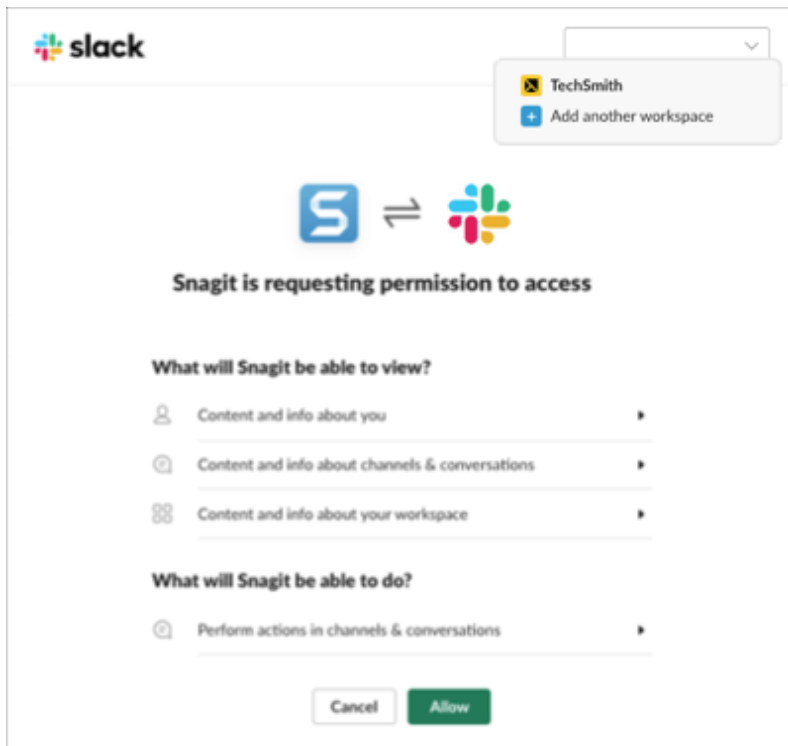 slack
TechSmith
Add another workspace
Snagit is requesting permission to access
What will Snagit be able to view?
Content and info about you
Content and info about channels & conversations
Content and info about your workspace
What will Snagit be able to do?
Perform actions in channels & conversations
Cancel
Allow